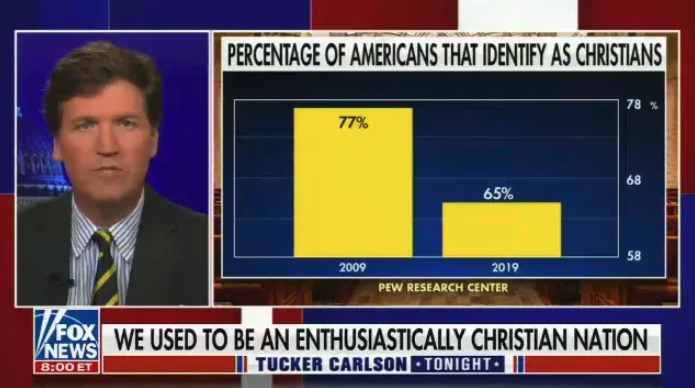 PERCENTAGE OF AMERICANS THAT IDENTIFY AS CHRISTIANS
78 %
77%
68
65%
58
2009 2019
PEW RESEARCH CENTER
FOX
NEWS
8:00 ET
WE USED TO BE AN ENTHUSIASTICALLY CHRISTIAN NATION
TUCKER CARLSON • TONIGHT •